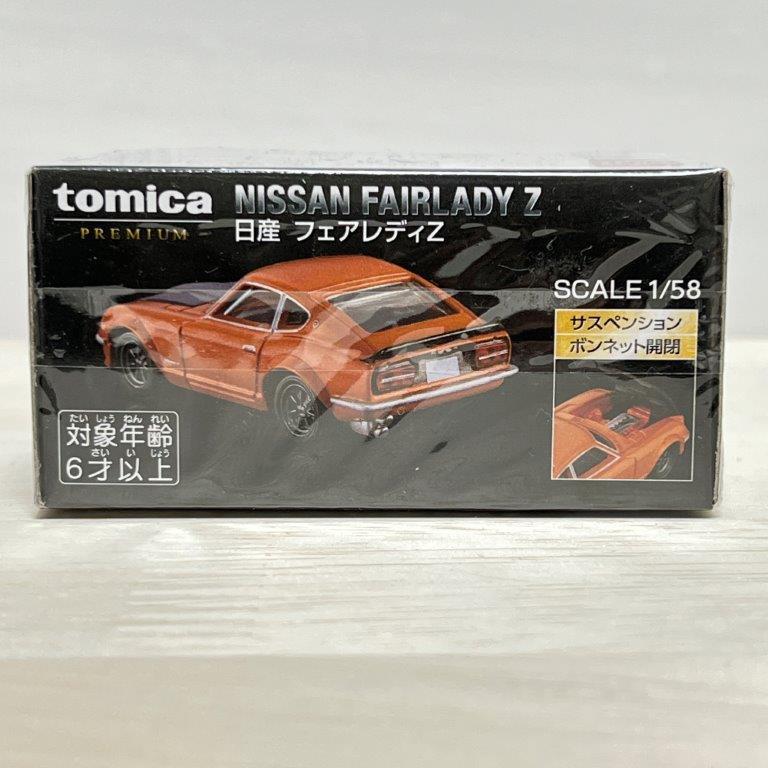 tomica
PREMIUM
NISSAN FAIRLADY Z
日産 フェアレディZ
SCALE 1/58
サスペンション
ボンネット開閉
たい しょう ねん れい
対象年齢
さい い じょう
6才以上